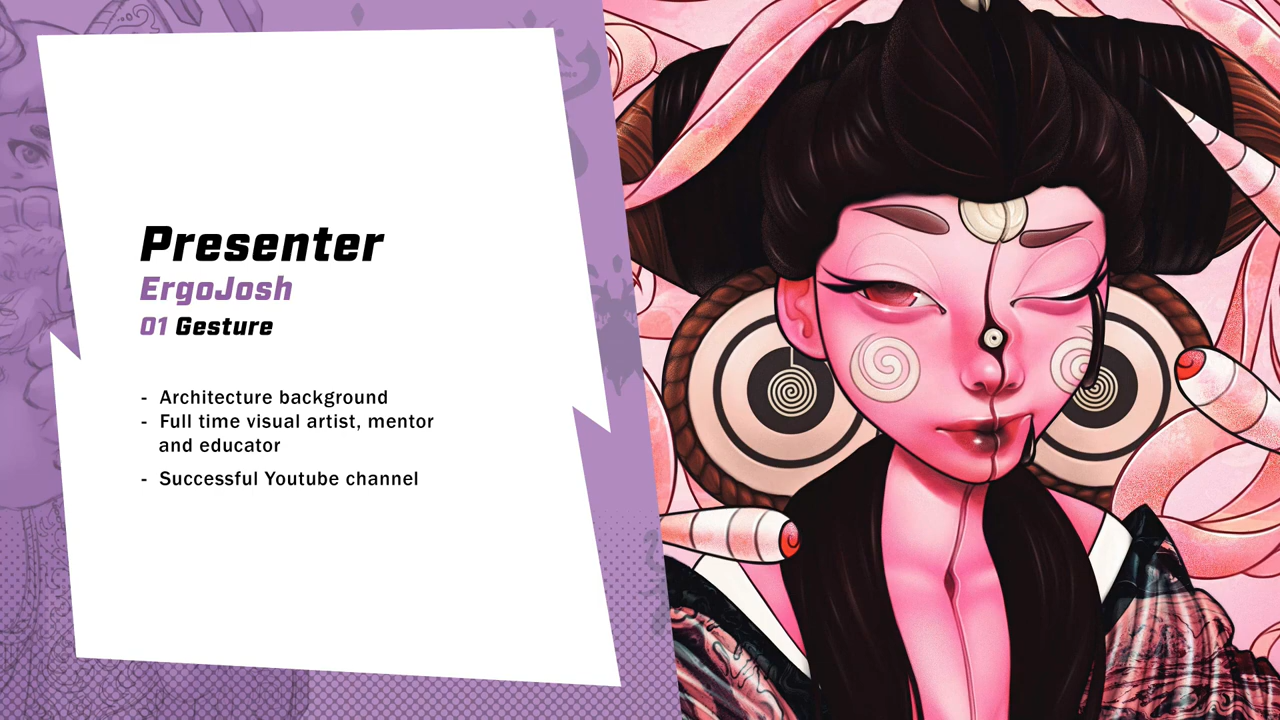 Presenter
ErgoJosh
01 Gesture
- Architecture background
- Full time visual artist, mentor
and educator
- Successful Youtube channel